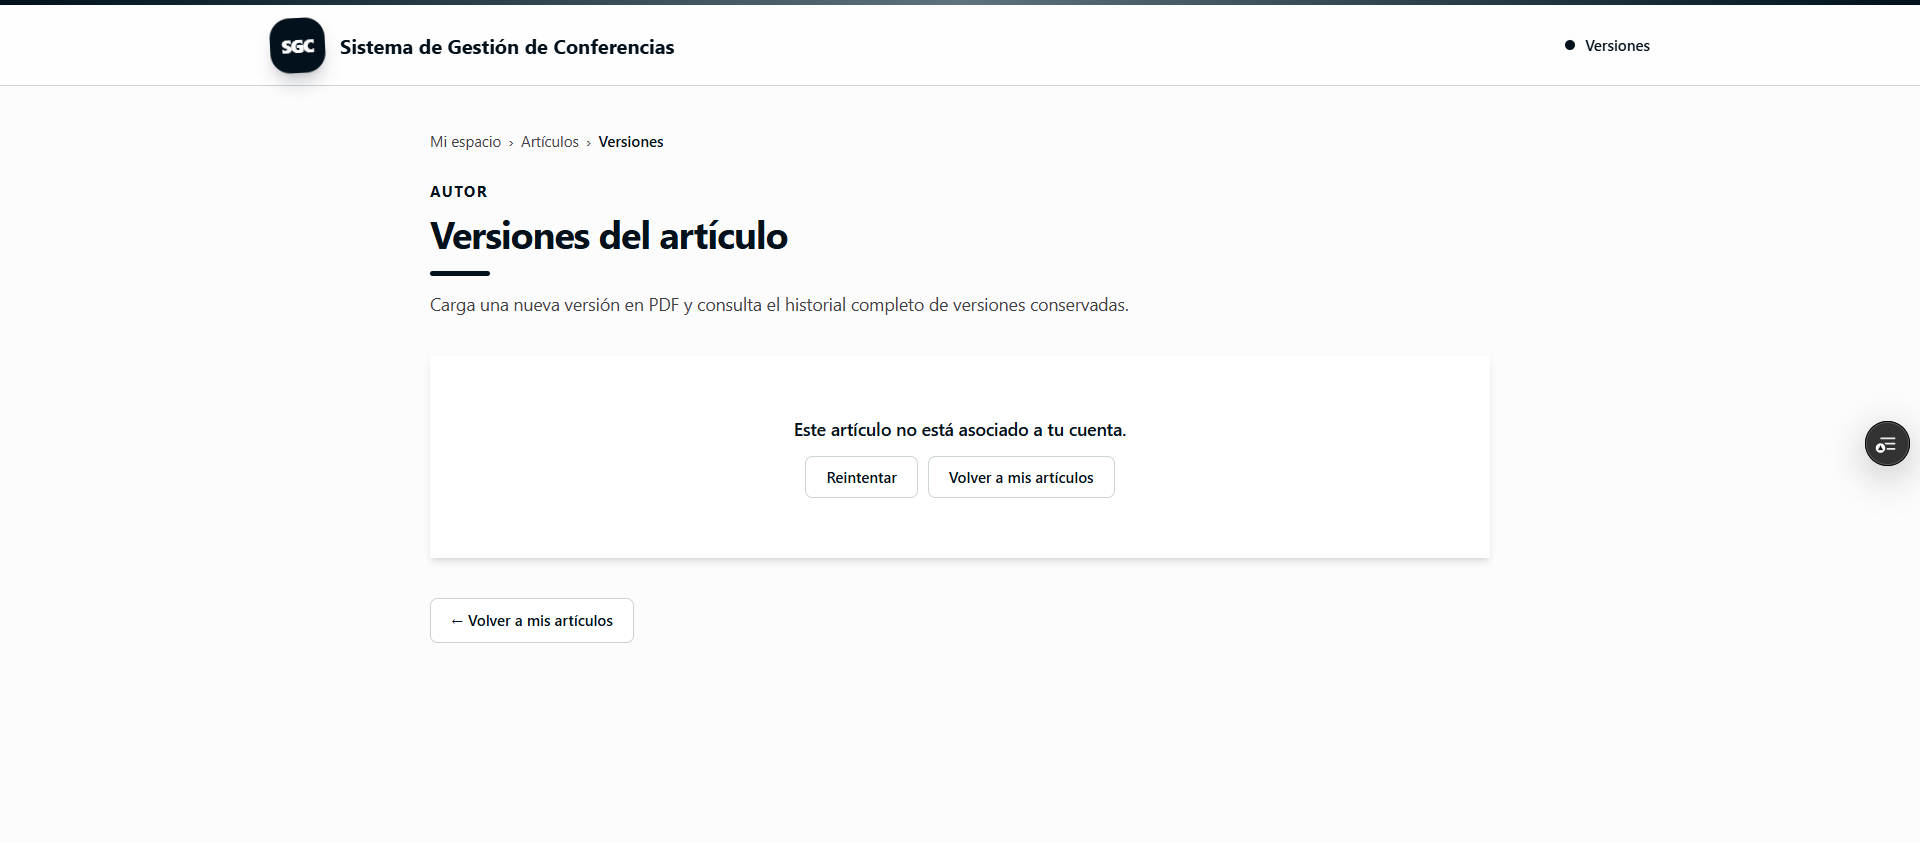 SGC
Sistema de Gestión de Conferencias
Versiones
Mi espacio › Artículos › Versiones
AUTOR
Versiones del artículo
Carga una nueva versión en PDF y consulta el historial completo de versiones conservadas.
Este artículo no está asociado a tu cuenta.
Reintentar
Volver a mis artículos
← Volver a mis artículos